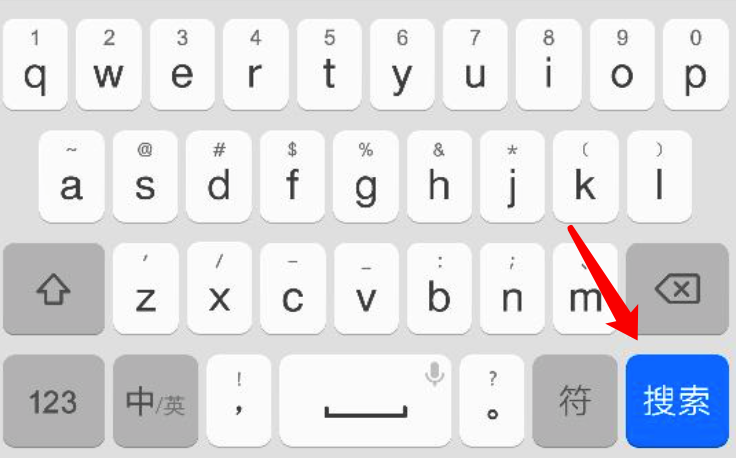 1 2 3 4 5 6 7 8 9 0
q w e r t y u i o p
~ @ # $ % & * ( )
a s d f g h j k l
' / - _ : ;
z x c v b n m
! ?
123 中/英 , 。 符 搜索